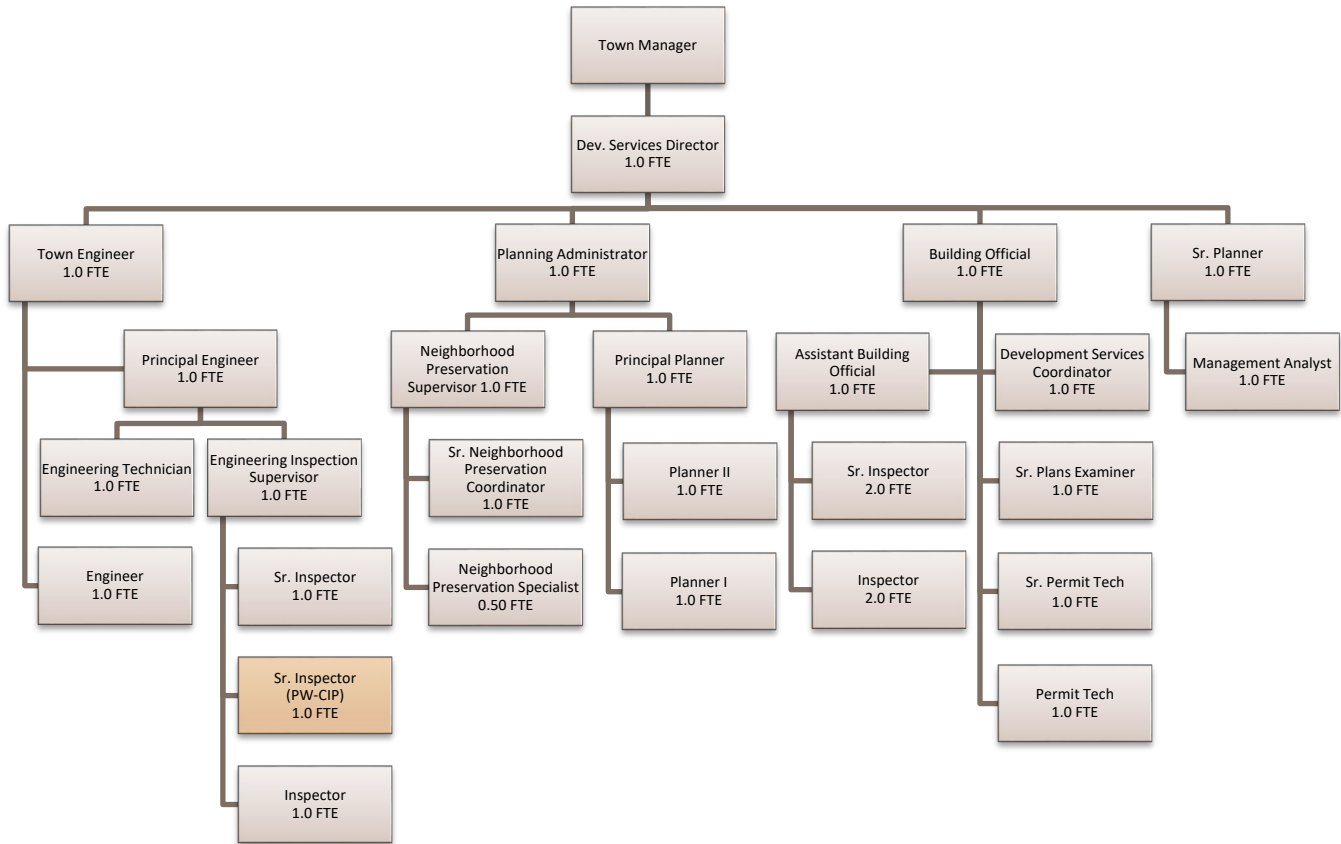 Town Manager
Dev. Services Director
1.0 FTE
Town Engineer
1.0 FTE
Planning Administrator
1.0 FTE
Building Official
1.0 FTE
Sr. Planner
1.0 FTE
Principal Engineer
1.0 FTE
Neighborhood
Preservation
Supervisor 1.0 FTE
Principal Planner
1.0 FTE
Assistant Building
Official
1.0 FTE
Development Services
Coordinator
1.0 FTE
Management Analyst
1.0 FTE
Engineering Technician
1.0 FTE
Engineering Inspection
Supervisor
1.0 FTE
Sr. Neighborhood
Preservation
Coordinator
1.0 FTE
Planner II
1.0 FTE
Sr. Inspector
2.0 FTE
Sr. Plans Examiner
1.0 FTE
Engineer
1.0 FTE
Sr. Inspector
1.0 FTE
Neighborhood
Preservation Specialist
0.50 FTE
Planner I
1.0 FTE
Inspector
2.0 FTE
Sr. Permit Tech
1.0 FTE
Sr. Inspector
(PW-CIP)
1.0 FTE
Permit Tech
1.0 FTE
Inspector
1.0 FTE